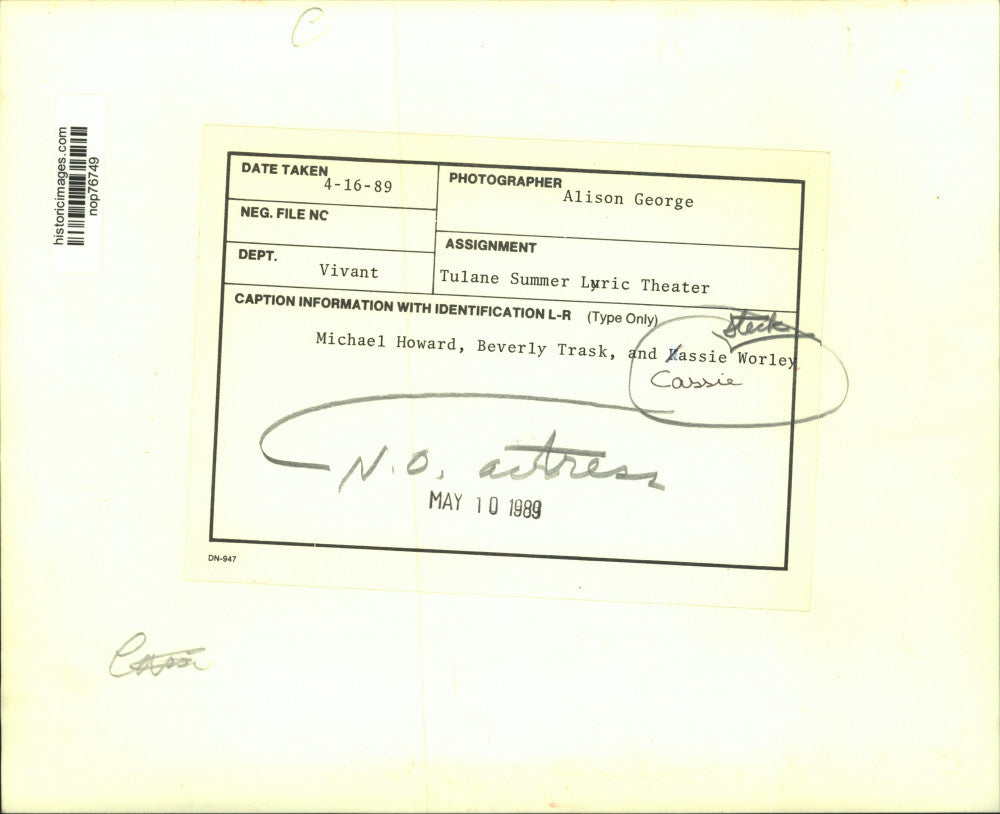 C
historicimages.com
nop76749
DATE TAKEN
4-16-89
PHOTOGRAPHER
Alison George
NEG. FILE NO
ASSIGNMENT
Tulane Summer Lyric Theater
DEPT.
Vivant
CAPTION INFORMATION WITH IDENTIFICATION L-R (Type Only)
Steck
Michael Howard, Beverly Trask, and Kassie Worley
Cassie
N.O. actress
MAY 10 1989
DN-947